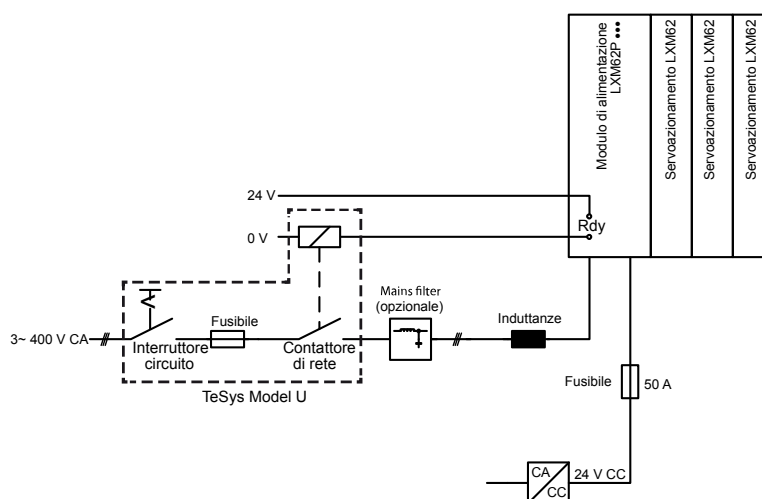 Modulo di alimentazione
LXM62P •••
Servoazionamento LXM62
Servoazionamento LXM62
Servoazionamento LXM62
24 V
Rdy
0 V
Mains filter
(opzionale)
Induttanze
Fusibile
3~ 400 V CA
Interruttore
circuito
Contattore
di rete
TeSys Model U
Fusibile
50 A
CA
CC
24 V CC